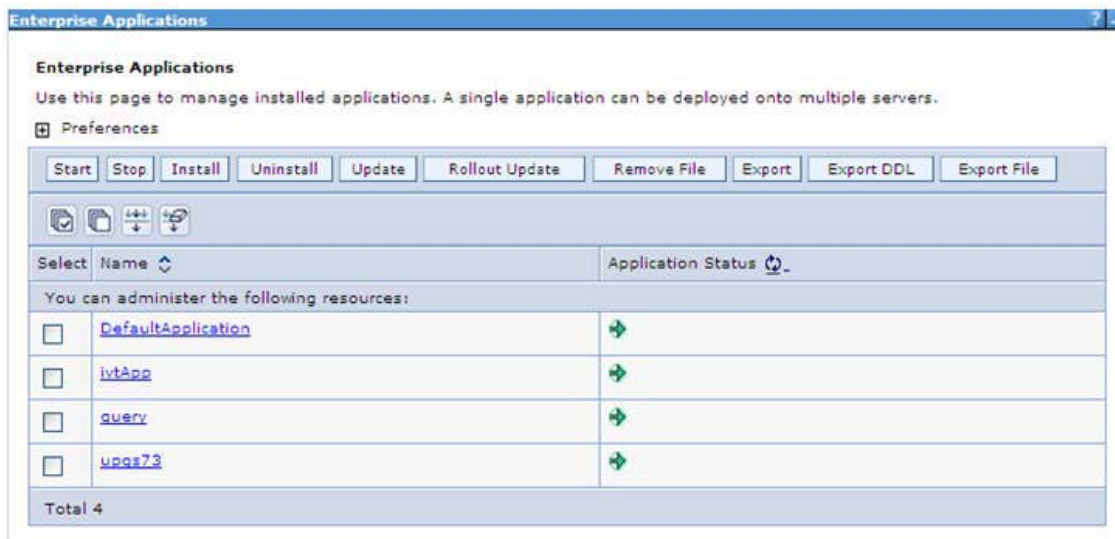 Enterprise Applications ?
Enterprise Applications
Use this page to manage installed applications. A single application can be deployed onto multiple servers.
Preferences
Start Stop Install Uninstall Update Rollout Update Remove File Export Export DDL Export File
Select Name Application Status
You can administer the following resources:
DefaultApplication
ivtApp
query
upgs73
Total 4